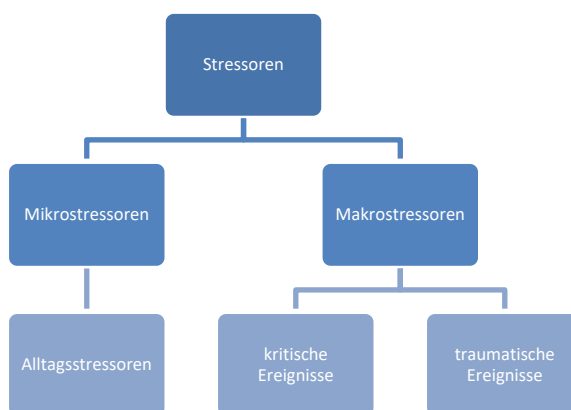 Stressoren
Mikrostressoren
Makrostressoren
Alltagsstressoren
kritische
Ereignisse
traumatische
Ereignisse